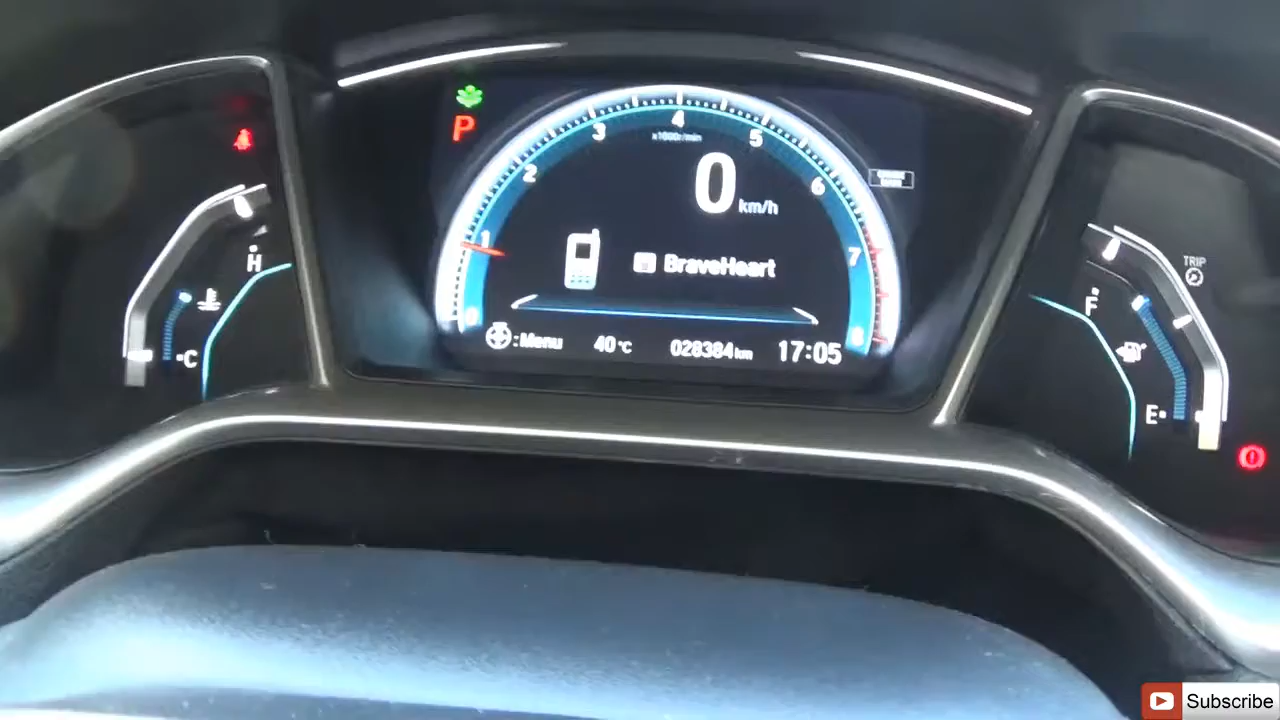 P
0
1
2
3
4
5
6
7
8
x1000r/min
0 km/h
BraveHeart
:Menu 40°C 028384km 17:05
H
C
TRIP
F
E
Subscribe